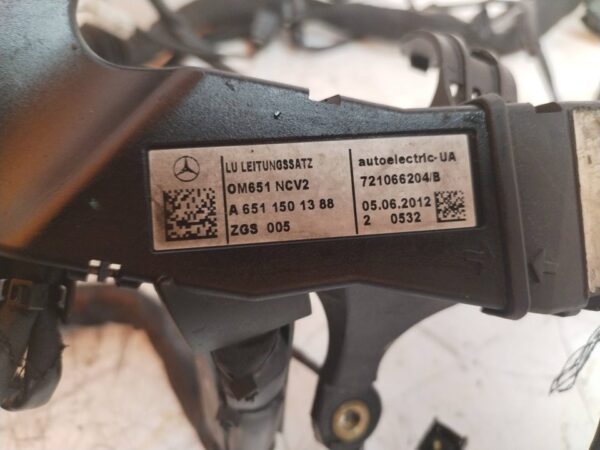 LU LEITUNGSSATZ
OM651 NCV2
A 651 150 13 88
ZGS 005
autoelectric-UA
721066204/B
05.06.2012
2 0532